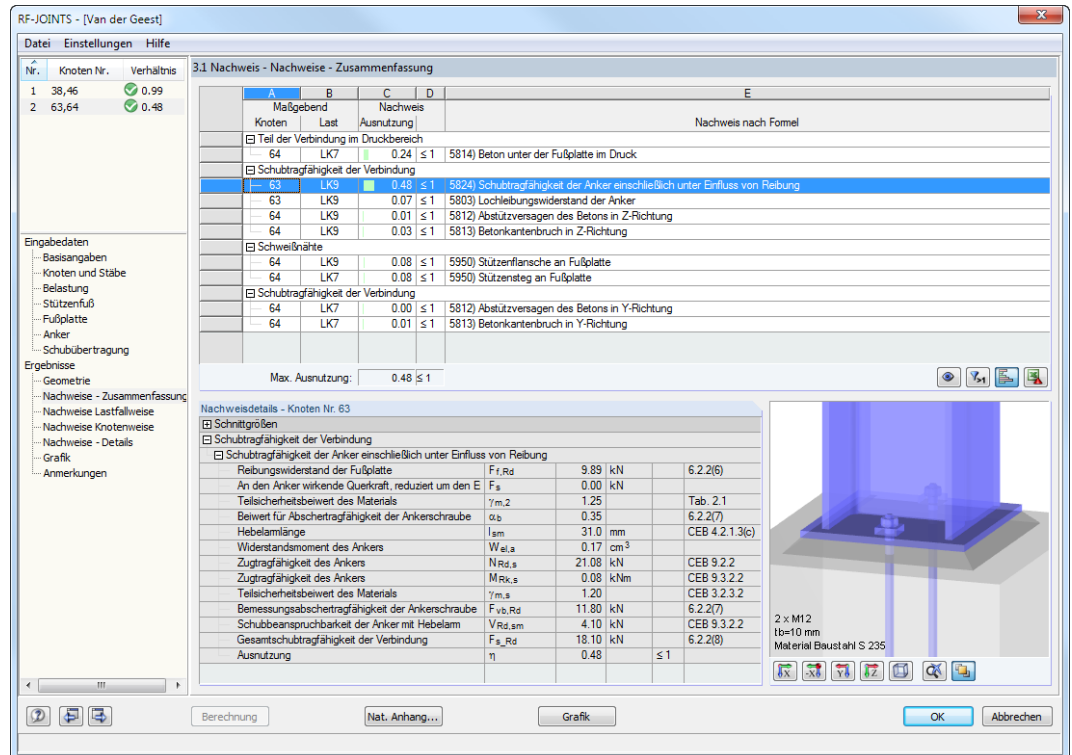 RF-JOINTS - [Van der Geest]
Datei Einstellungen Hilfe
Nr. Knoten Nr. Verhältnis
1 38,46 0.99
2 63,64 0.48
Eingabedaten
Basisangaben
Knoten und Stäbe
Belastung
Stützenfuß
Fußplatte
Anker
Schubübertragung
Ergebnisse
Geometrie
Nachweise - Zusammenfassung
Nachweise Lastfallweise
Nachweise Knotenweise
Nachweise - Details
Grafik
Anmerkungen
3.1 Nachweis - Nachweise - Zusammenfassung
A B C D E
Maßgebend Nachweis
Knoten Last Ausnutzung Nachweis nach Formel
Teil der Verbindung im Druckbereich
64 LK7 0.24 ≤ 1 5814) Beton unter der Fußplatte im Druck
Schubtragfähigkeit der Verbindung
63 LK9 0.48 ≤ 1 5824) Schubtragfähigkeit der Anker einschließlich unter Einfluss von Reibung
63 LK9 0.07 ≤ 1 5803) Lochleibungswiderstand der Anker
64 LK9 0.01 ≤ 1 5812) Abstützversagen des Betons in Z-Richtung
64 LK9 0.03 ≤ 1 5813) Betonkantenbruch in Z-Richtung
Schweißnähte
64 LK9 0.08 ≤ 1 5950) Stützenflansche an Fußplatte
64 LK7 0.08 ≤ 1 5950) Stützensteg an Fußplatte
Schubtragfähigkeit der Verbindung
64 LK7 0.00 ≤ 1 5812) Abstützversagen des Betons in Y-Richtung
64 LK7 0.01 ≤ 1 5813) Betonkantenbruch in Y-Richtung
Max. Ausnutzung: 0.48 ≤ 1
>1
Nachweisdetails - Knoten Nr. 63
Schnittgrößen
Schubtragfähigkeit der Verbindung
Schubtragfähigkeit der Anker einschließlich unter Einfluss von Reibung
Reibungswiderstand der Fußplatte Ff,Rd 9.89 kN 6.2.2(6)
An den Anker wirkende Querkraft, reduziert um den E Fs 0.00 kN
Teilsicherheitsbeiwert des Materials γm,2 1.25 Tab. 2.1
Beiwert für Abschertragfähigkeit der Ankerschraube αb 0.35 6.2.2(7)
Hebelarmlänge lsm 31.0 mm CEB 4.2.1.3(c)
Widerstandsmoment des Ankers Wel,a 0.17 cm3
Zugtragfähigkeit des Ankers NRd,s 21.08 kN CEB 9.2.2
Zugtragfähigkeit des Ankers MRk,s 0.08 kNm CEB 9.3.2.2
Teilsicherheitsbeiwert des Materials γm,s 1.20 CEB 3.2.3.2
Bemessungsabschertragfähigkeit der Ankerschraube Fvb,Rd 11.80 kN 6.2.2(7)
Schubbeanspruchbarkeit der Anker mit Hebelarm VRd,sm 4.10 kN CEB 9.3.2.2
Gesamtschubtragfähigkeit der Verbindung Fs_Rd 18.10 kN 6.2.2(8)
Ausnutzung η 0.48 ≤ 1
2 x M12
tb=10 mm
Material Baustahl S 235
X -X Y Z
Berechnung Nat. Anhang... Grafik OK Abbrechen